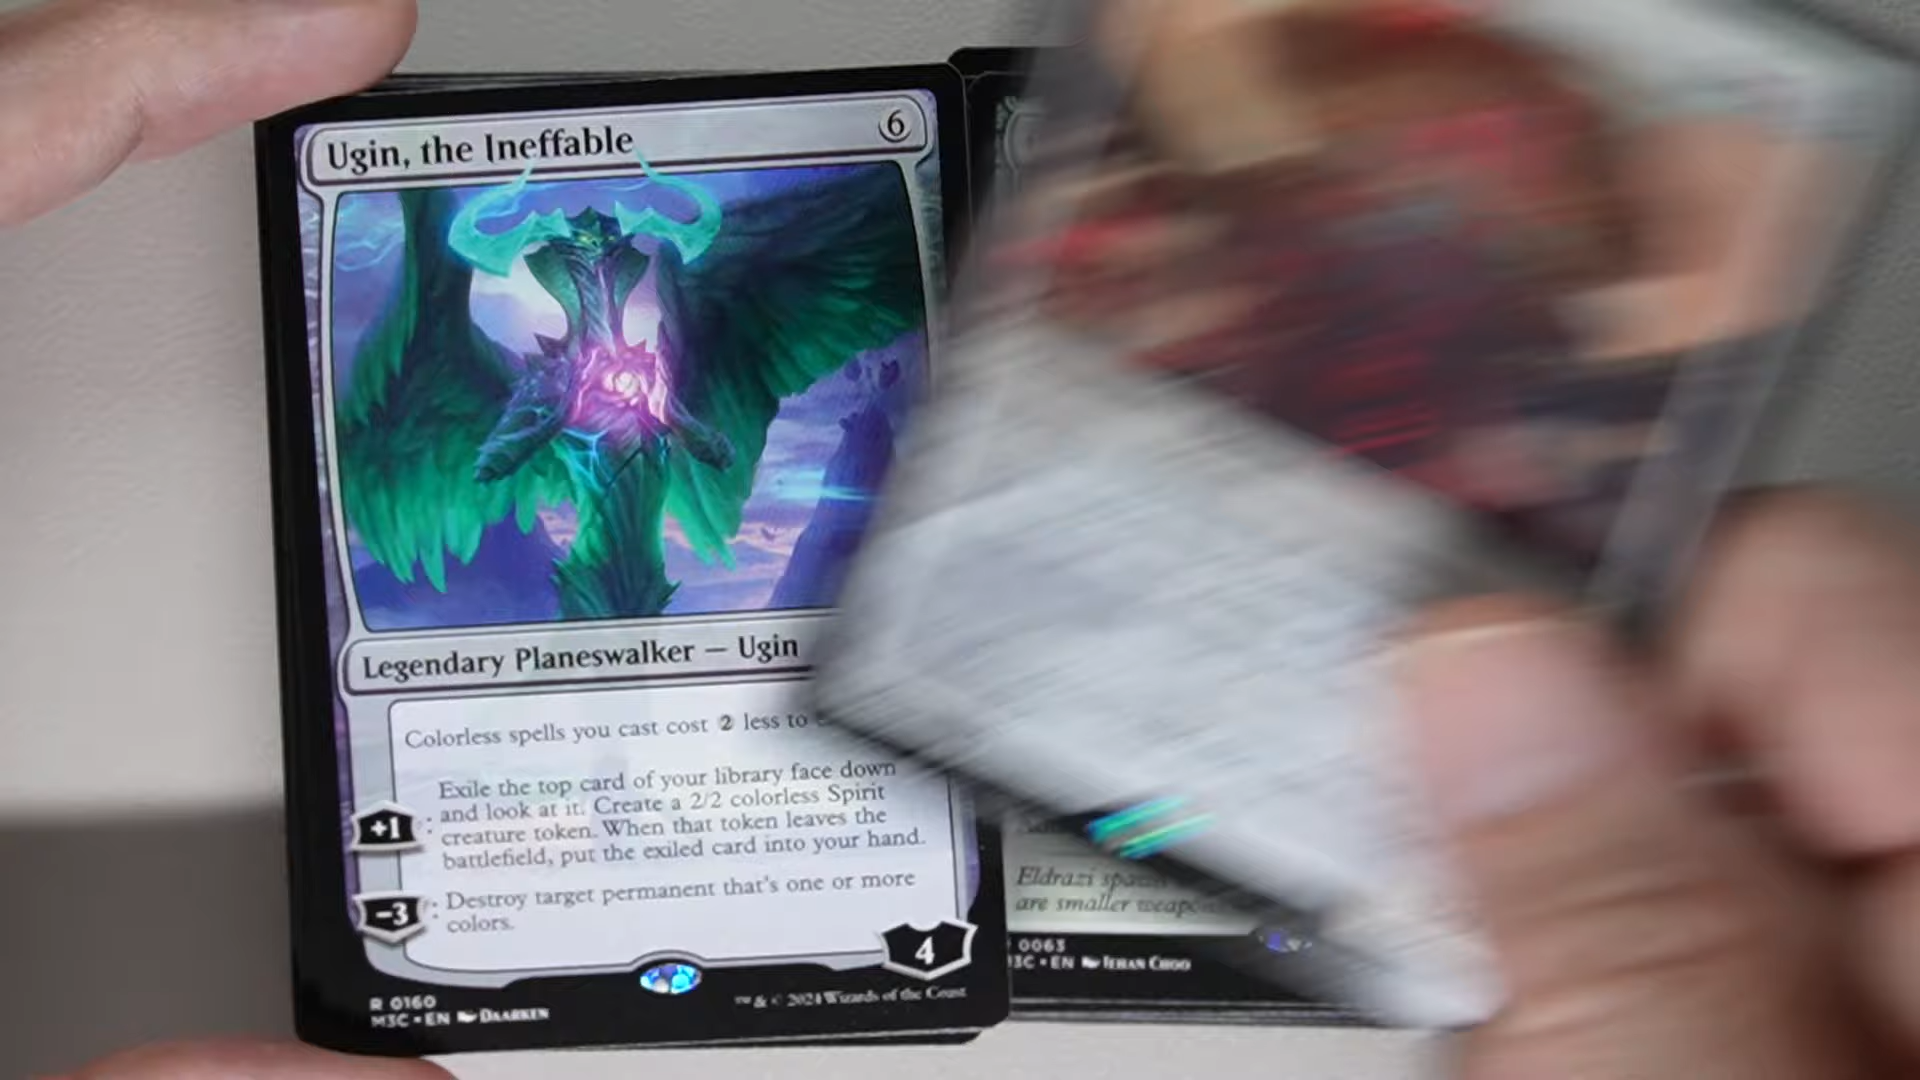 Ugin, the Ineffable
6
Legendary Planeswalker — Ugin
Colorless spells you cast cost 2 less to
+1: Exile the top card of your library face down
and look at it. Create a 2/2 colorless Spirit
creature token. When that token leaves the
battlefield, put the exiled card into your hand.
−3: Destroy target permanent that's one or more
colors.
4
R 0160
M3C • EN DAARKEN
™ & © 2024 Wizards of the Coast
Eldrazi
are smaller
0063
M3C • EN IZHAN CHOO